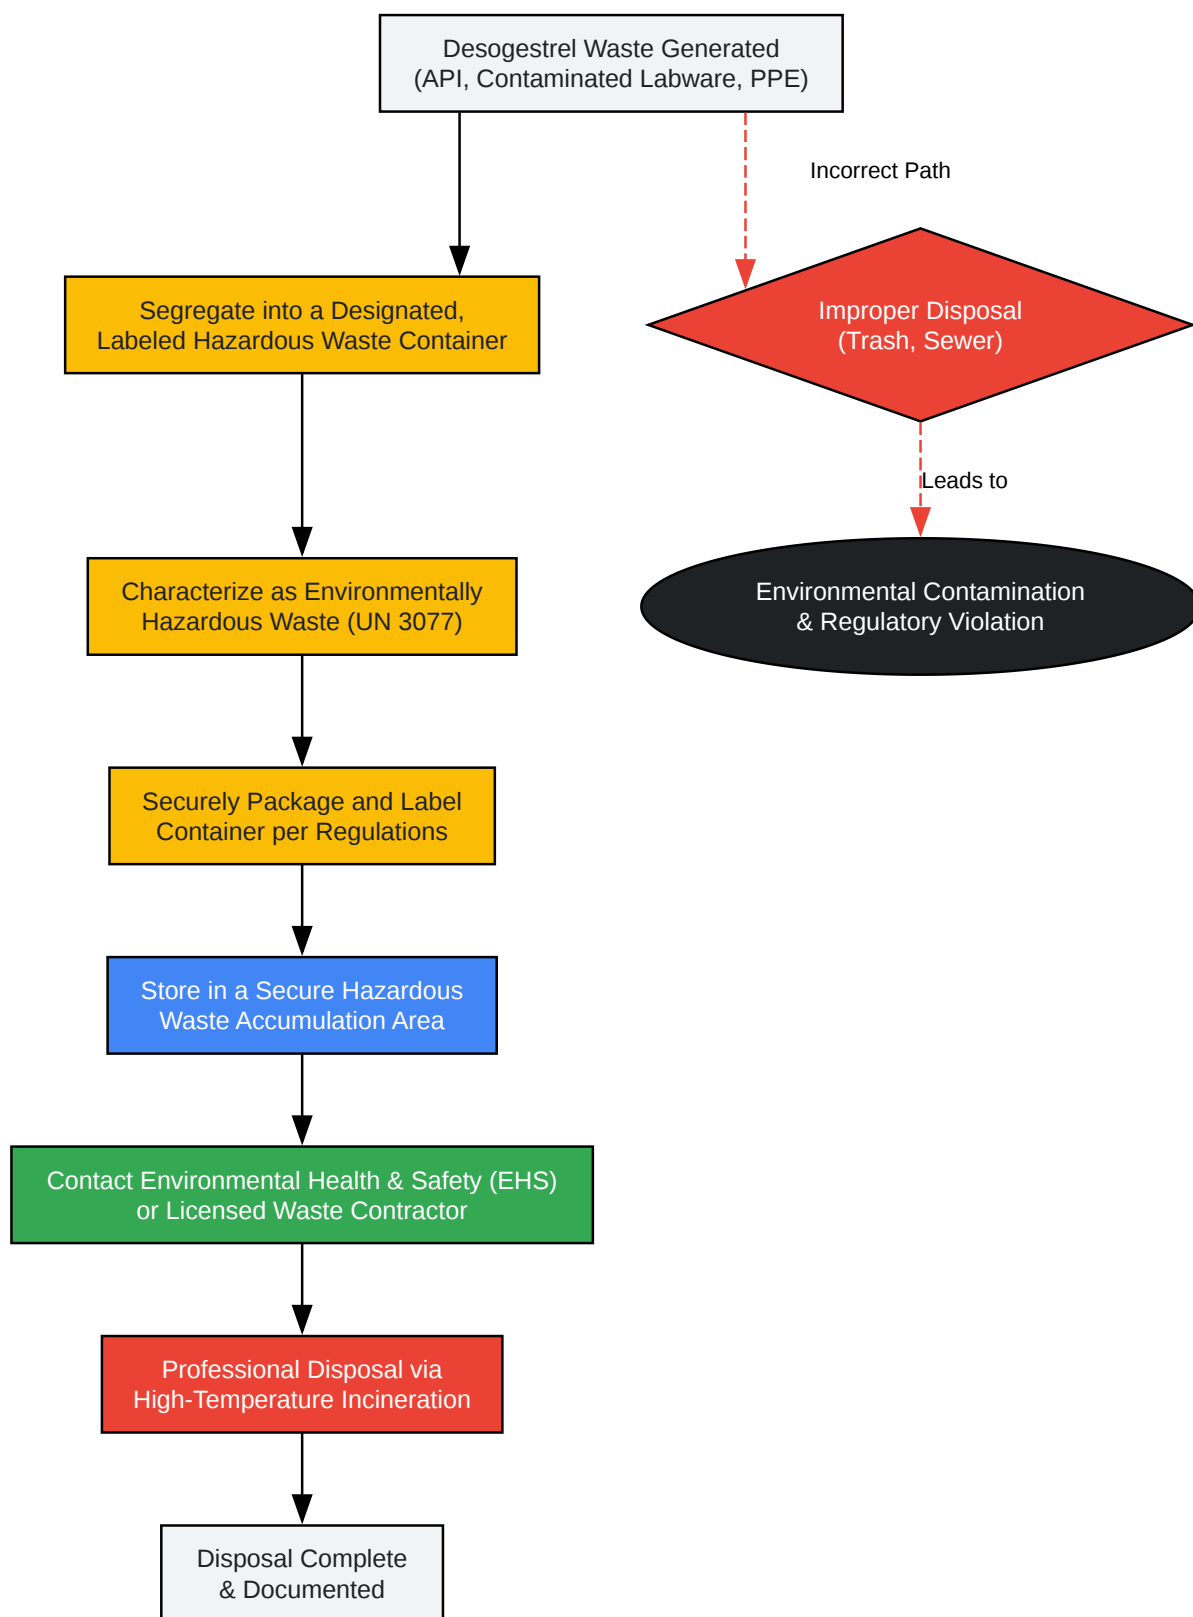 Desogestrel Waste Generated
(API, Contaminated Labware, PPE)
Incorrect Path
Segregate into a Designated,
Labeled Hazardous Waste Container
Improper Disposal
(Trash, Sewer)
Leads to
Characterize as Environmentally
Hazardous Waste (UN 3077)
Environmental Contamination
& Regulatory Violation
Securely Package and Label
Container per Regulations
Store in a Secure Hazardous
Waste Accumulation Area
Contact Environmental Health & Safety (EHS)
or Licensed Waste Contractor
Professional Disposal via
High-Temperature Incineration
Disposal Complete
& Documented